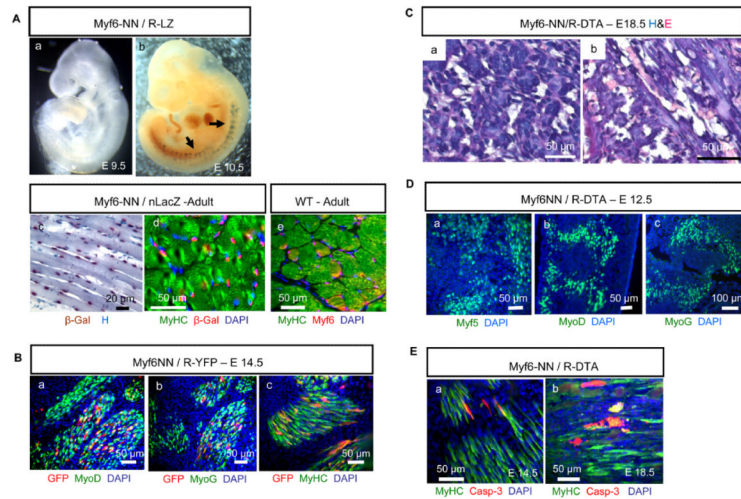 A
Myf6-NN / R-LZ
a
b
E 9.5
E 10.5
Myf6-NN / nLacZ -Adult
WT - Adult
c
d
e
20 µm
50 µm
50 µm
β-Gal H
MyHC β-Gal DAPI
MyHC Myf6 DAPI
B
Myf6NN / R-YFP – E 14.5
a
b
c
50 µm
50 µm
50 µm
GFP MyoD DAPI
GFP MyoG DAPI
GFP MyHC DAPI
C
Myf6-NN/R-DTA – E18.5 H&E
a
b
50 µm
50 µm
D
Myf6NN / R-DTA – E 12.5
a
b
c
50 µm
50 µm
100 µm
Myf5 DAPI
MyoD DAPI
MyoG DAPI
E
Myf6-NN / R-DTA
a
b
50 µm
E 14.5
50 µm
E 18.5
MyHC Casp-3 DAPI
MyHC Casp-3 DAPI